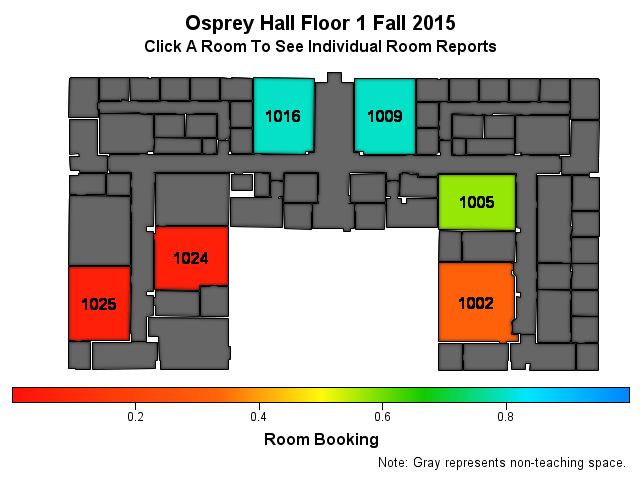 Osprey Hall Floor 1 Fall 2015
Click A Room To See Individual Room Reports
1016
1009
1005
1024
1025
1002
0.2
0.4
0.6
0.8
Room Booking
Note: Gray represents non-teaching space.